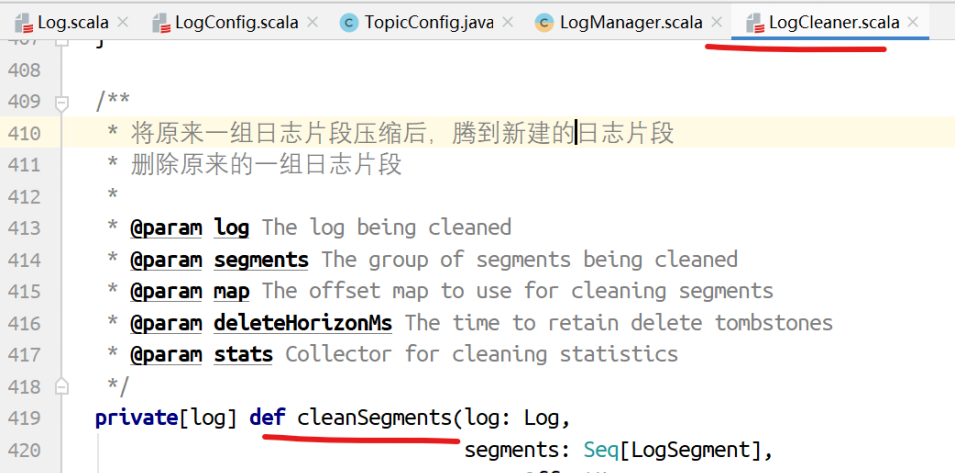 Log.scala LogConfig.scala TopicConfig.java LogManager.scala LogCleaner.scala
408
409 /**
410 * 将原来一组日志片段压缩后，腾到新建的日志片段
411 * 删除原来的一组日志片段
412 *
413 * @param log The log being cleaned
414 * @param segments The group of segments being cleaned
415 * @param map The offset map to use for cleaning segments
416 * @param deleteHorizonMs The time to retain delete tombstones
417 * @param stats Collector for cleaning statistics
418 */
419 private[log] def cleanSegments(log: Log,
420 segments: Seq[LogSegment],